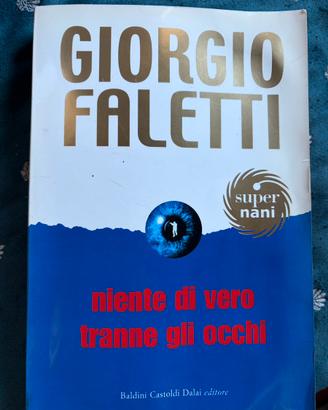 GIORGIO
FALETTI
super
nani
niente di vero
tranne gli occhi
Baldini Castoldi Dalai editore